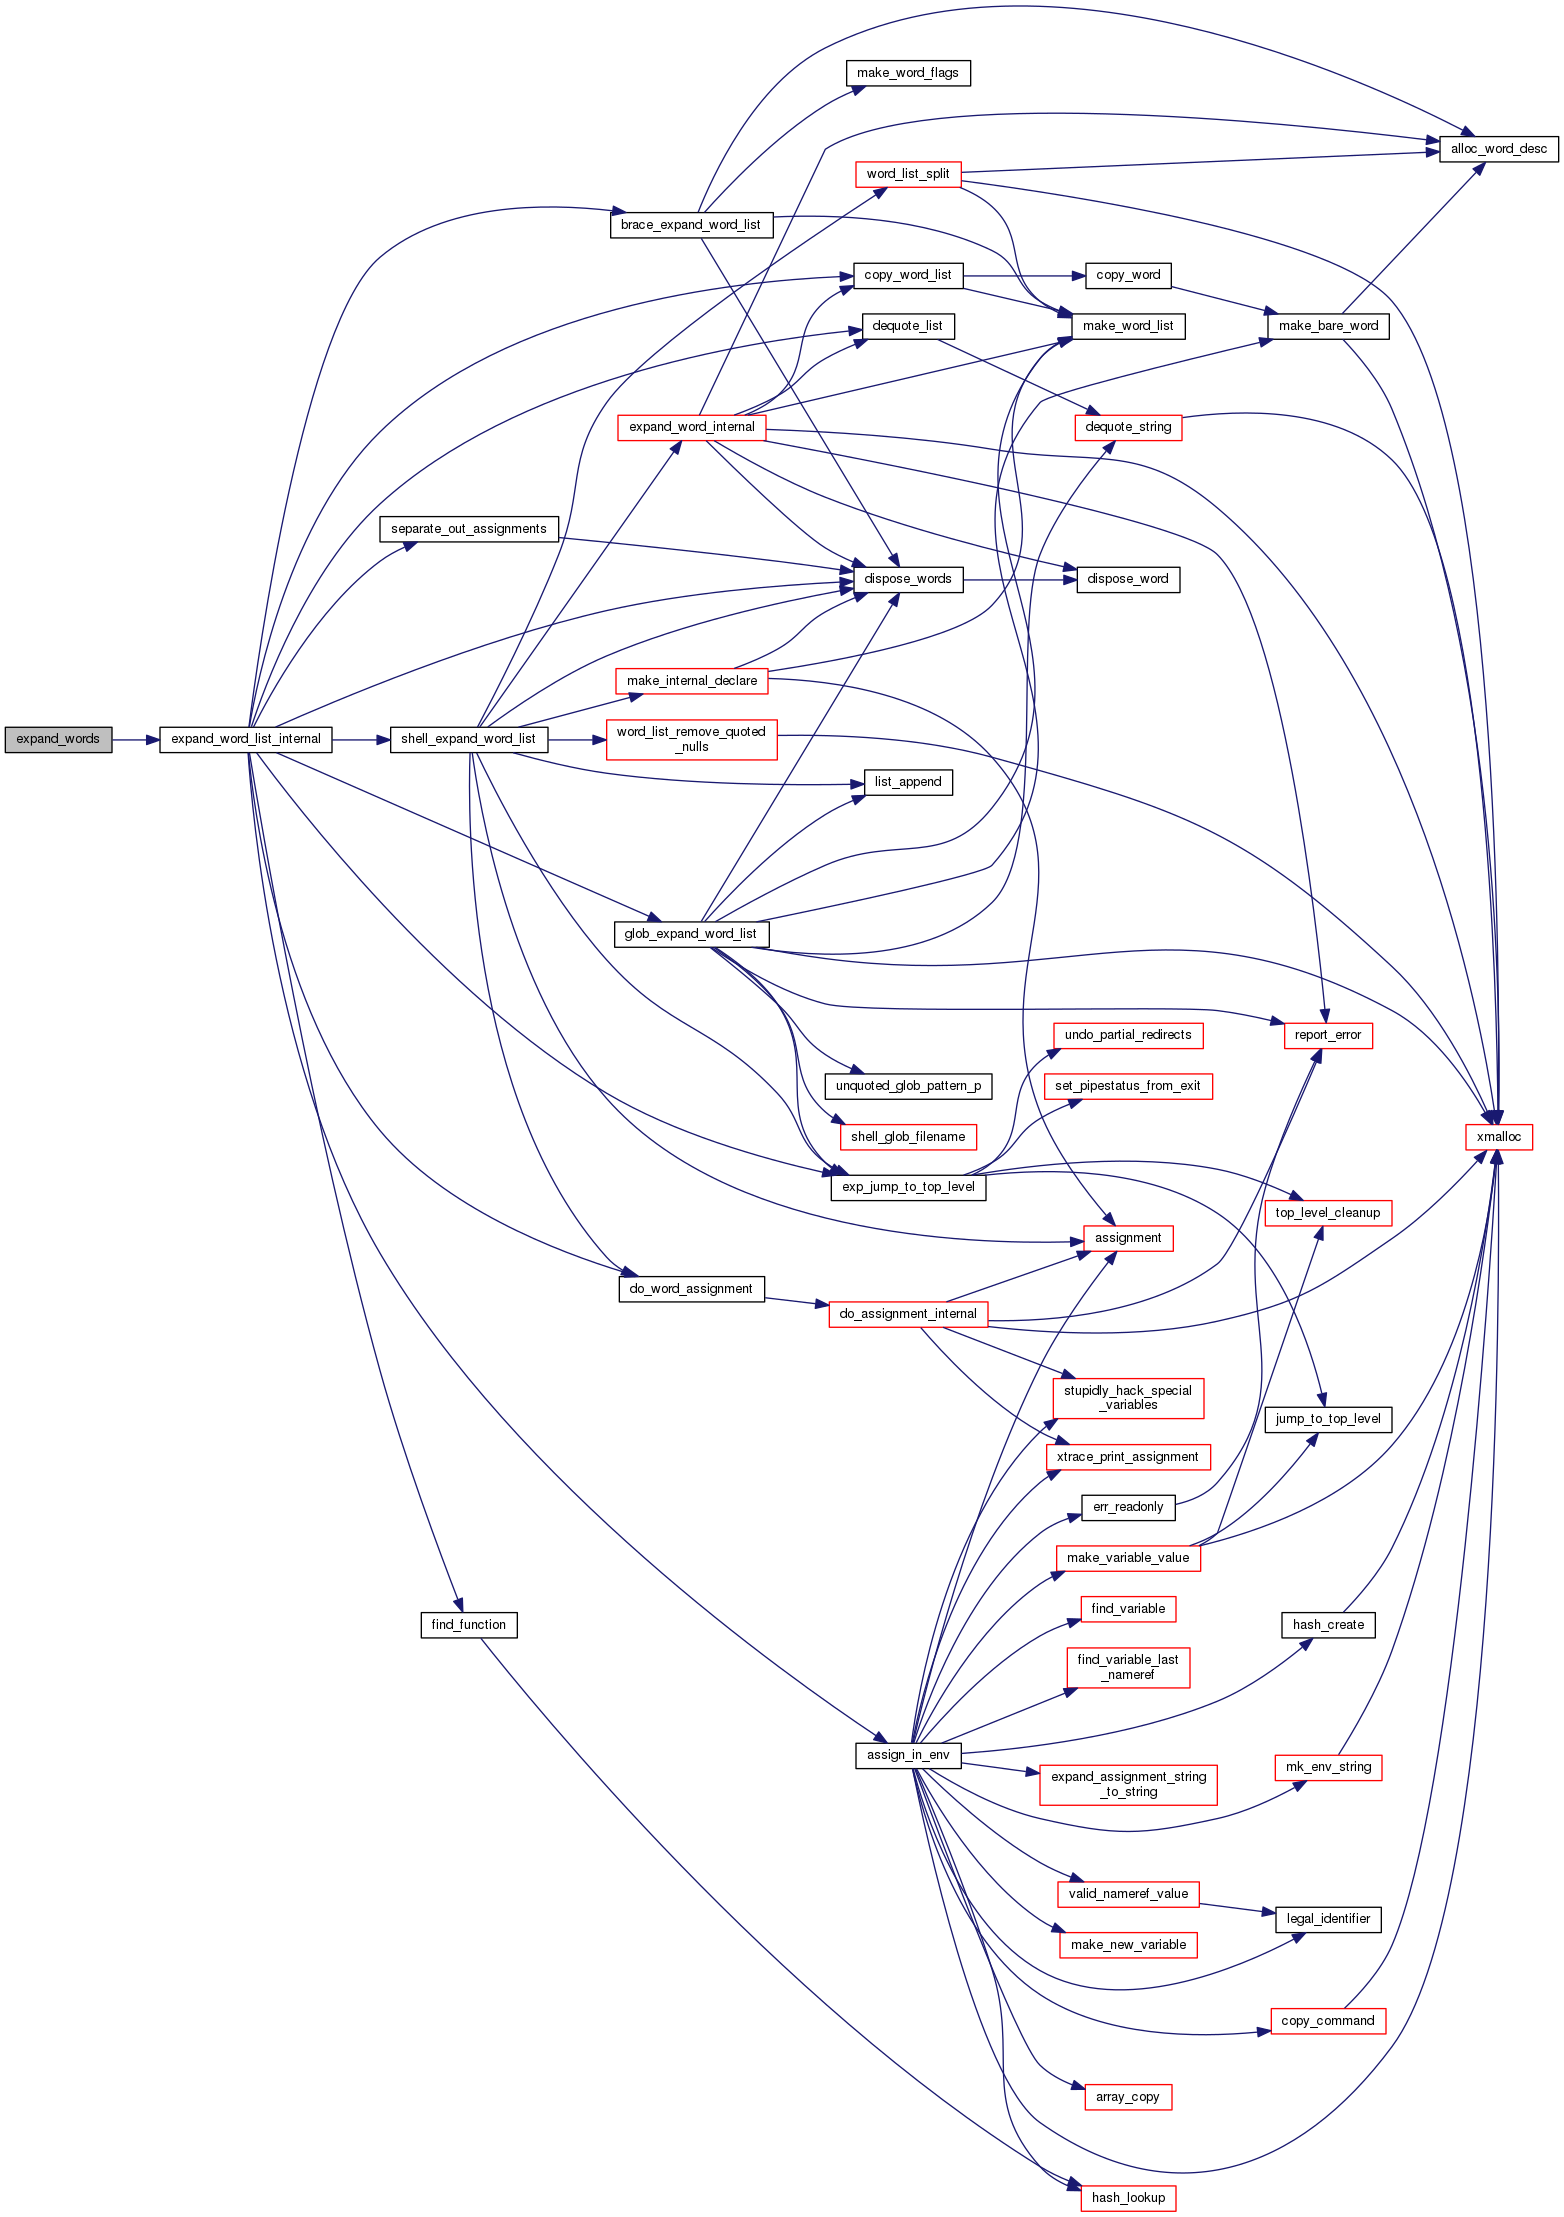 make_word_flags
alloc_word_desc
word_list_split
brace_expand_word_list
copy_word_list
copy_word
dequote_list
make_word_list
make_bare_word
expand_word_internal
dequote_string
separate_out_assignments
dispose_words
dispose_word
make_internal_declare
expand_words
expand_word_list_internal
shell_expand_word_list
word_list_remove_quoted
_nulls
list_append
glob_expand_word_list
undo_partial_redirects
report_error
unquoted_glob_pattern_p
set_pipestatus_from_exit
shell_glob_filename
xmalloc
exp_jump_to_top_level
top_level_cleanup
assignment
do_word_assignment
do_assignment_internal
stupidly_hack_special
_variables
jump_to_top_level
xtrace_print_assignment
err_readonly
make_variable_value
find_variable
find_function
hash_create
find_variable_last
_nameref
assign_in_env
mk_env_string
expand_assignment_string
_to_string
valid_nameref_value
legal_identifier
make_new_variable
copy_command
array_copy
hash_lookup